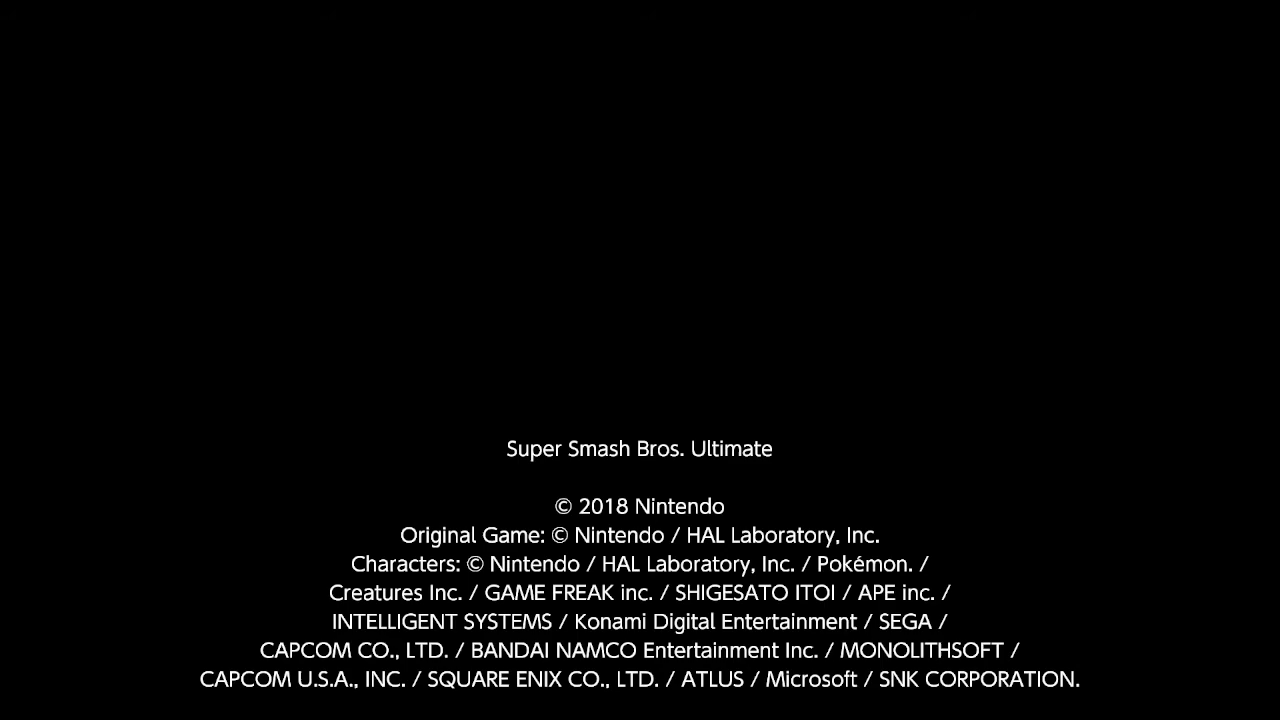 Super Smash Bros. Ultimate
© 2018 Nintendo
Original Game: © Nintendo / HAL Laboratory, Inc.
Characters: © Nintendo / HAL Laboratory, Inc. / Pokémon. /
Creatures Inc. / GAME FREAK inc. / SHIGESATO ITOI / APE inc. /
INTELLIGENT SYSTEMS / Konami Digital Entertainment / SEGA /
CAPCOM CO., LTD. / BANDAI NAMCO Entertainment Inc. / MONOLITHSOFT /
CAPCOM U.S.A., INC. / SQUARE ENIX CO., LTD. / ATLUS / Microsoft / SNK CORPORATION.